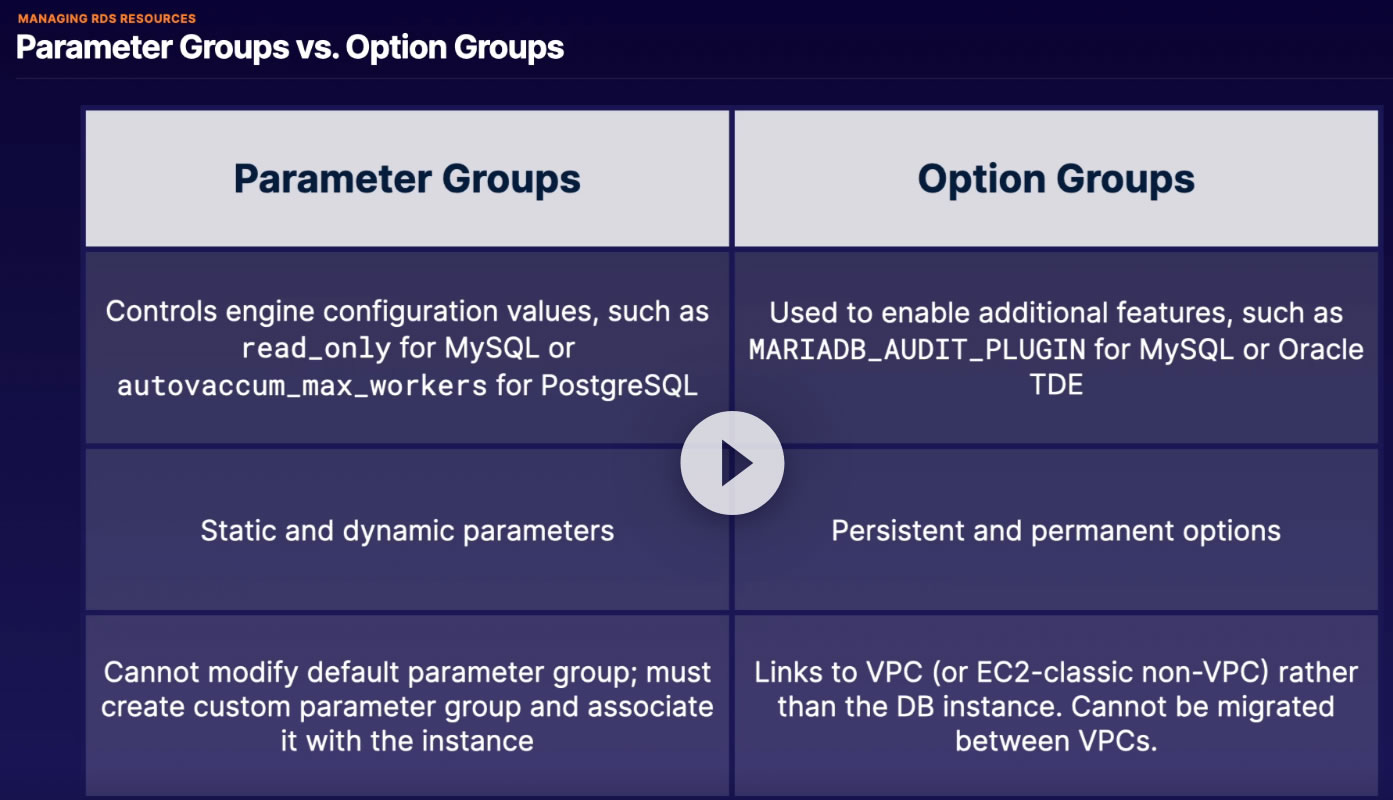 MANAGING RDS RESOURCES
Parameter Groups vs. Option Groups
Parameter Groups
Option Groups
Controls engine configuration values, such as
read_only for MySQL or
autovaccum_max_workers for PostgreSQL
Used to enable additional features, such as
MARIADB_AUDIT_PLUGIN for MySQL or Oracle
TDE
Static and dynamic parameters
Persistent and permanent options
Cannot modify default parameter group; must
create custom parameter group and associate
it with the instance
Links to VPC (or EC2-classic non-VPC) rather
than the DB instance. Cannot be migrated
between VPCs.